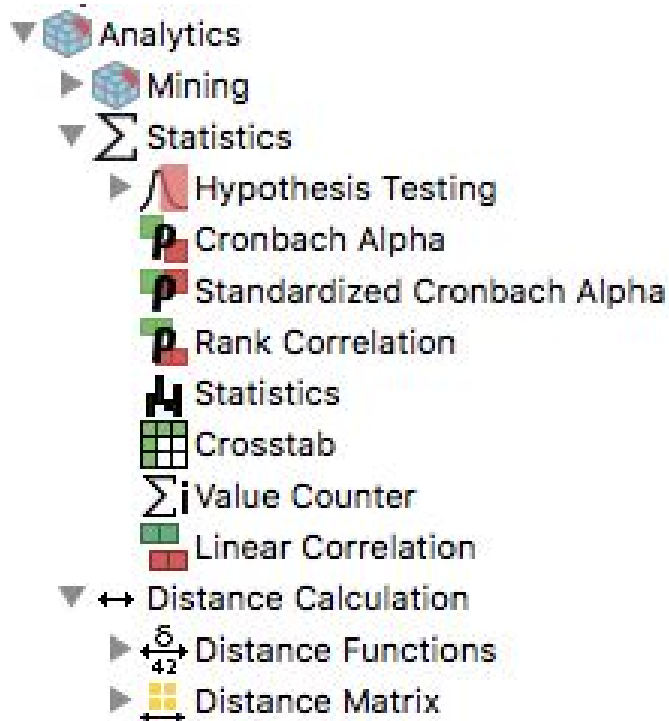 Analytics
Mining
Statistics
Hypothesis Testing
Cronbach Alpha
Standardized Cronbach Alpha
Rank Correlation
Statistics
Crosstab
Value Counter
Linear Correlation
Distance Calculation
Distance Functions
Distance Matrix